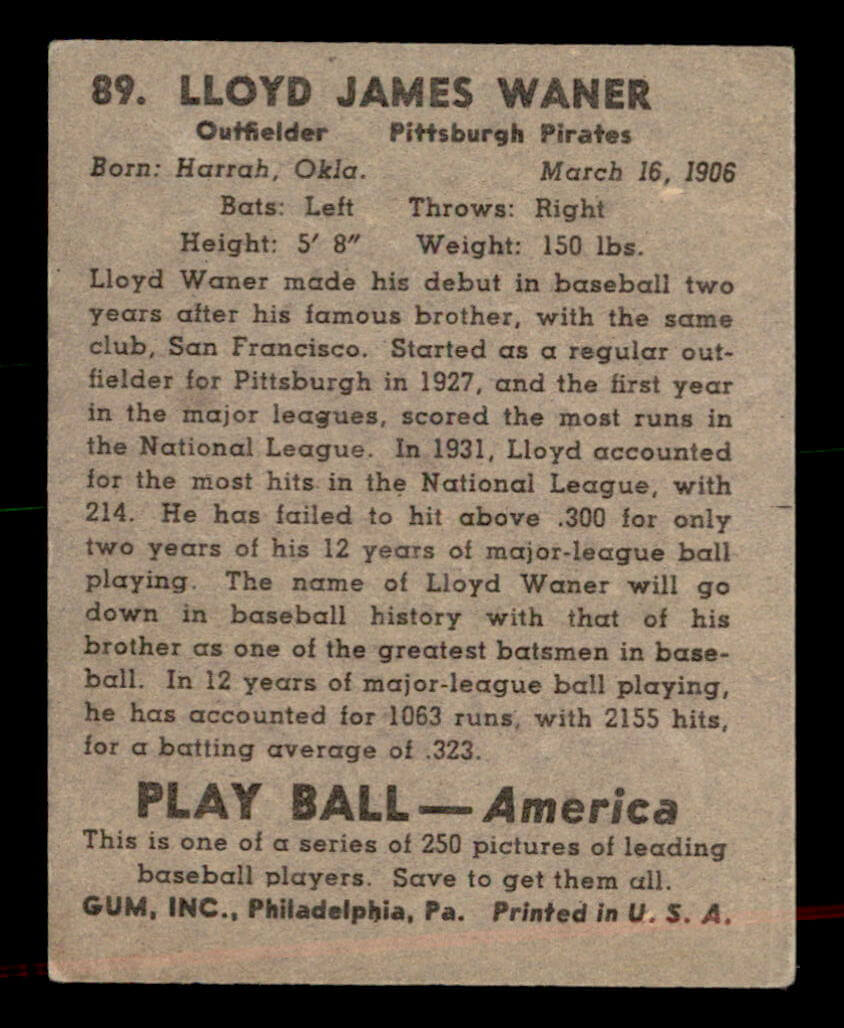 89. LLOYD JAMES WANER
Outfielder Pittsburgh Pirates
Born: Harrah, Okla. March 16, 1906
Bats: Left Throws: Right
Height: 5′ 8″ Weight: 150 lbs.
Lloyd Waner made his debut in baseball two
years after his famous brother, with the same
club, San Francisco. Started as a regular out-
fielder for Pittsburgh in 1927, and the first year
in the major leagues, scored the most runs in
the National League. In 1931, Lloyd accounted
for the most hits in the National League, with
214. He has failed to hit above .300 for only
two years of his 12 years of major-league ball
playing. The name of Lloyd Waner will go
down in baseball history with that of his
brother as one of the greatest batsmen in base-
ball. In 12 years of major-league ball playing,
he has accounted for 1063 runs, with 2155 hits,
for a batting average of .323.
PLAY BALL — America
This is one of a series of 250 pictures of leading
baseball players. Save to get them all.
GUM, INC., Philadelphia, Pa. Printed in U. S. A.